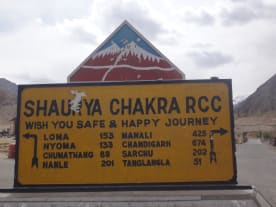 SHAURYA CHAKRA RCC
WISH YOU SAFE & HAPPY JOURNEY
LOMA 153 MANALI 425
NYOMA 133 CHANDIGARH 674
CHUMATHANG 89 SARCHU 202
HANLE 201 TANGLANGLA 51